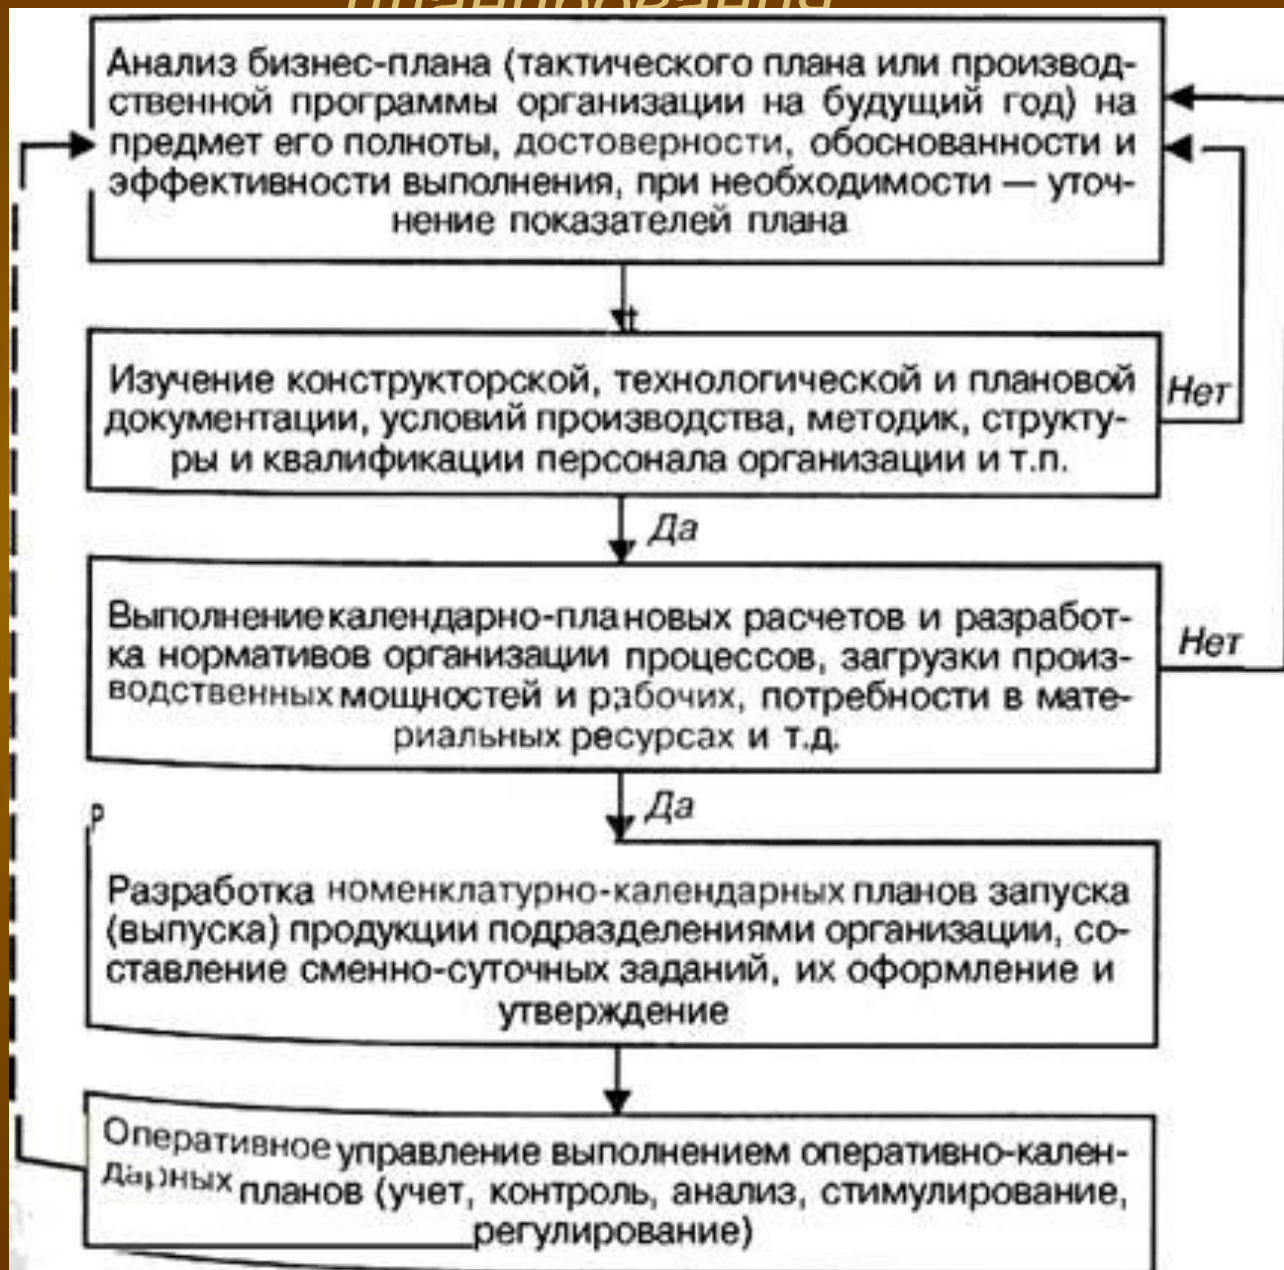 планирования
Анализ бизнес-плана (тактического плана или производ-
ственной программы организации на будущий год) на
предмет его полноты, достоверности, обоснованности и
эффективности выполнения, при необходимости — уточ-
нение показателей плана
Изучение конструкторской, технологической и плановой
документации, условий производства, методик, структу-
ры и квалификации персонала организации и т.п.
Нет
Да
Выполнение календарно-плановых расчетов и разработ-
ка нормативов организации процессов, загрузки произ-
водственных мощностей и рабочих, потребности в мате-
риальных ресурсах и т.д.
Нет
Да
Разработка номенклатурно-календарных планов запуска
(выпуска) продукции подразделениями организации, со-
ставление сменно-суточных заданий, их оформление и
утверждение
Оперативное управление выполнением оперативно-кален-
дарных планов (учет, контроль, анализ, стимулирование,
регулирование)